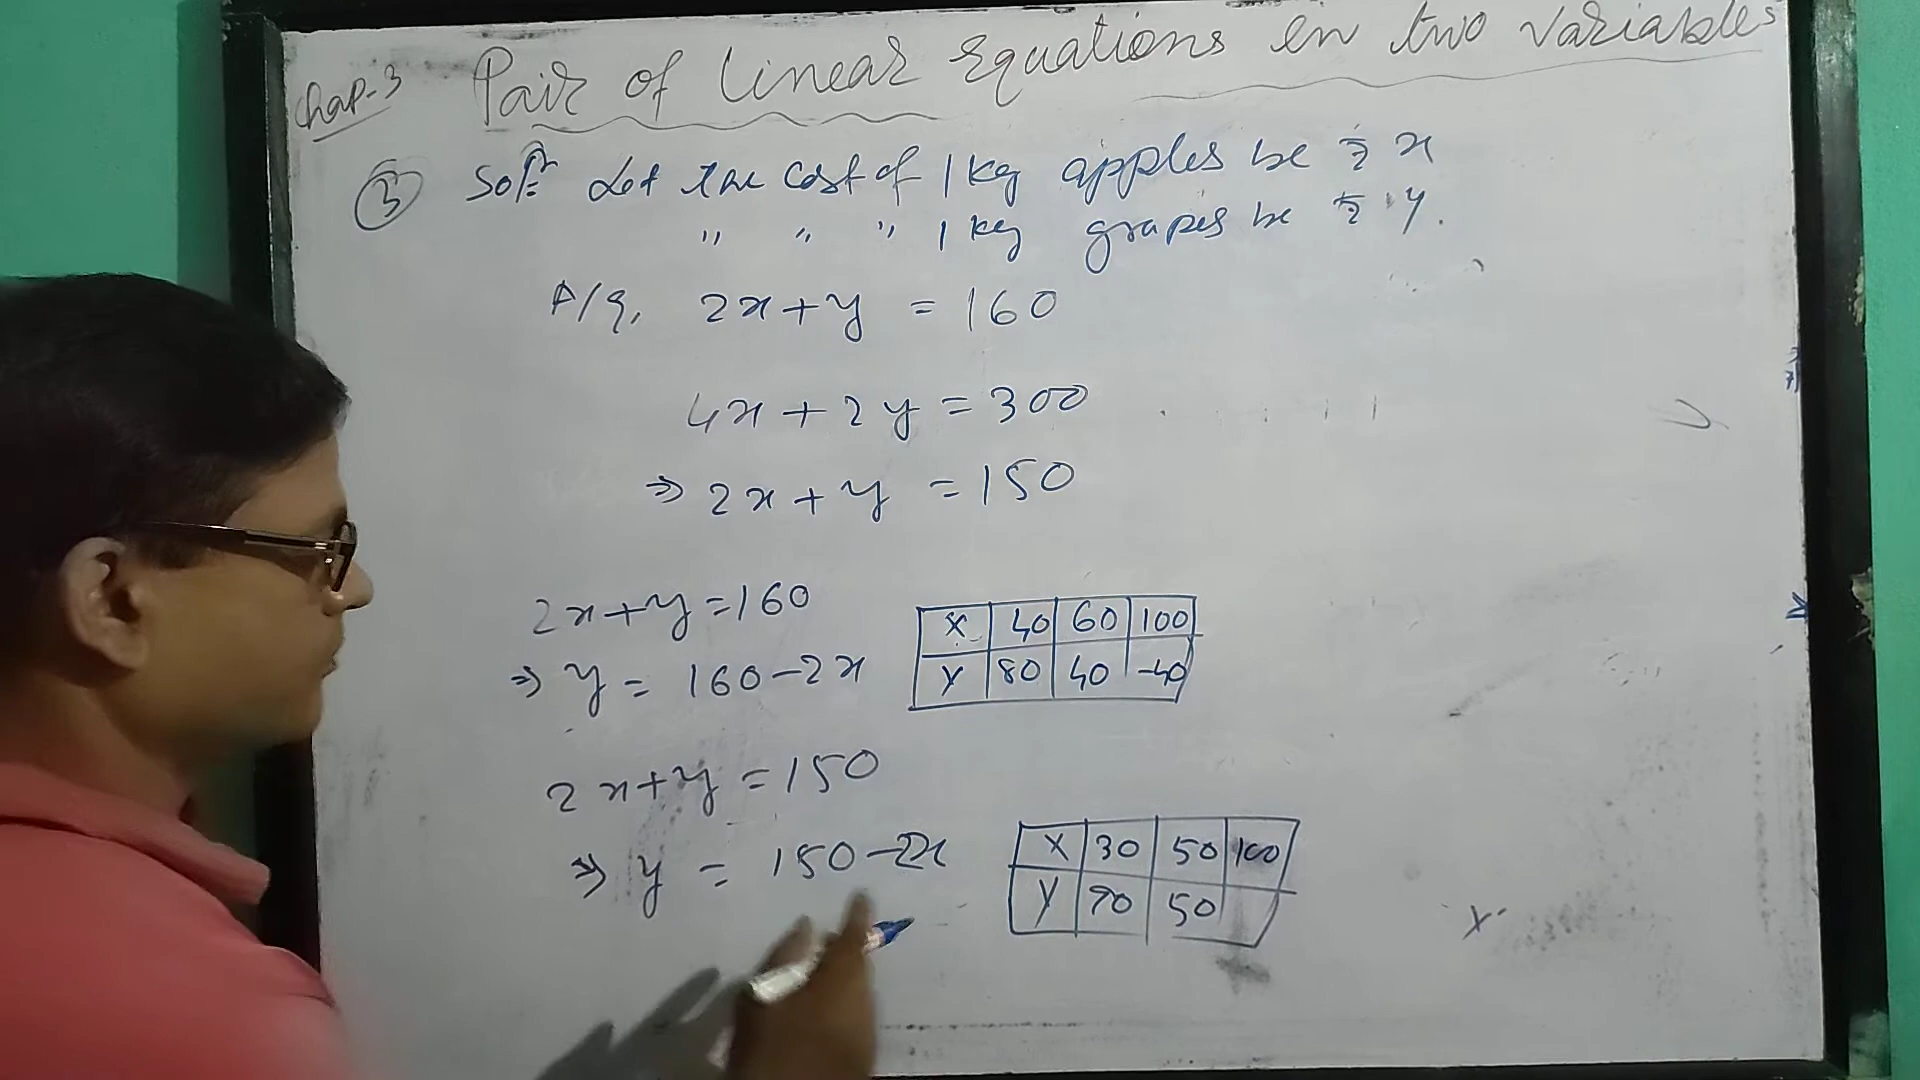 Chap-3 Pair of Linear Equations in two variables
③ Solⁿ: Let the cost of 1 kg apples be ₹ x
" " " 1 kg grapes be ₹ y.
A/q, 2x+y = 160
4x+2y=300
⇒ 2x+y = 150
2x+y=160
⇒ y = 160-2x
X 40 60 100
Y 80 40 -40
2x+y=150
⇒ y = 150-2x
X 30 50 100
Y 90 50